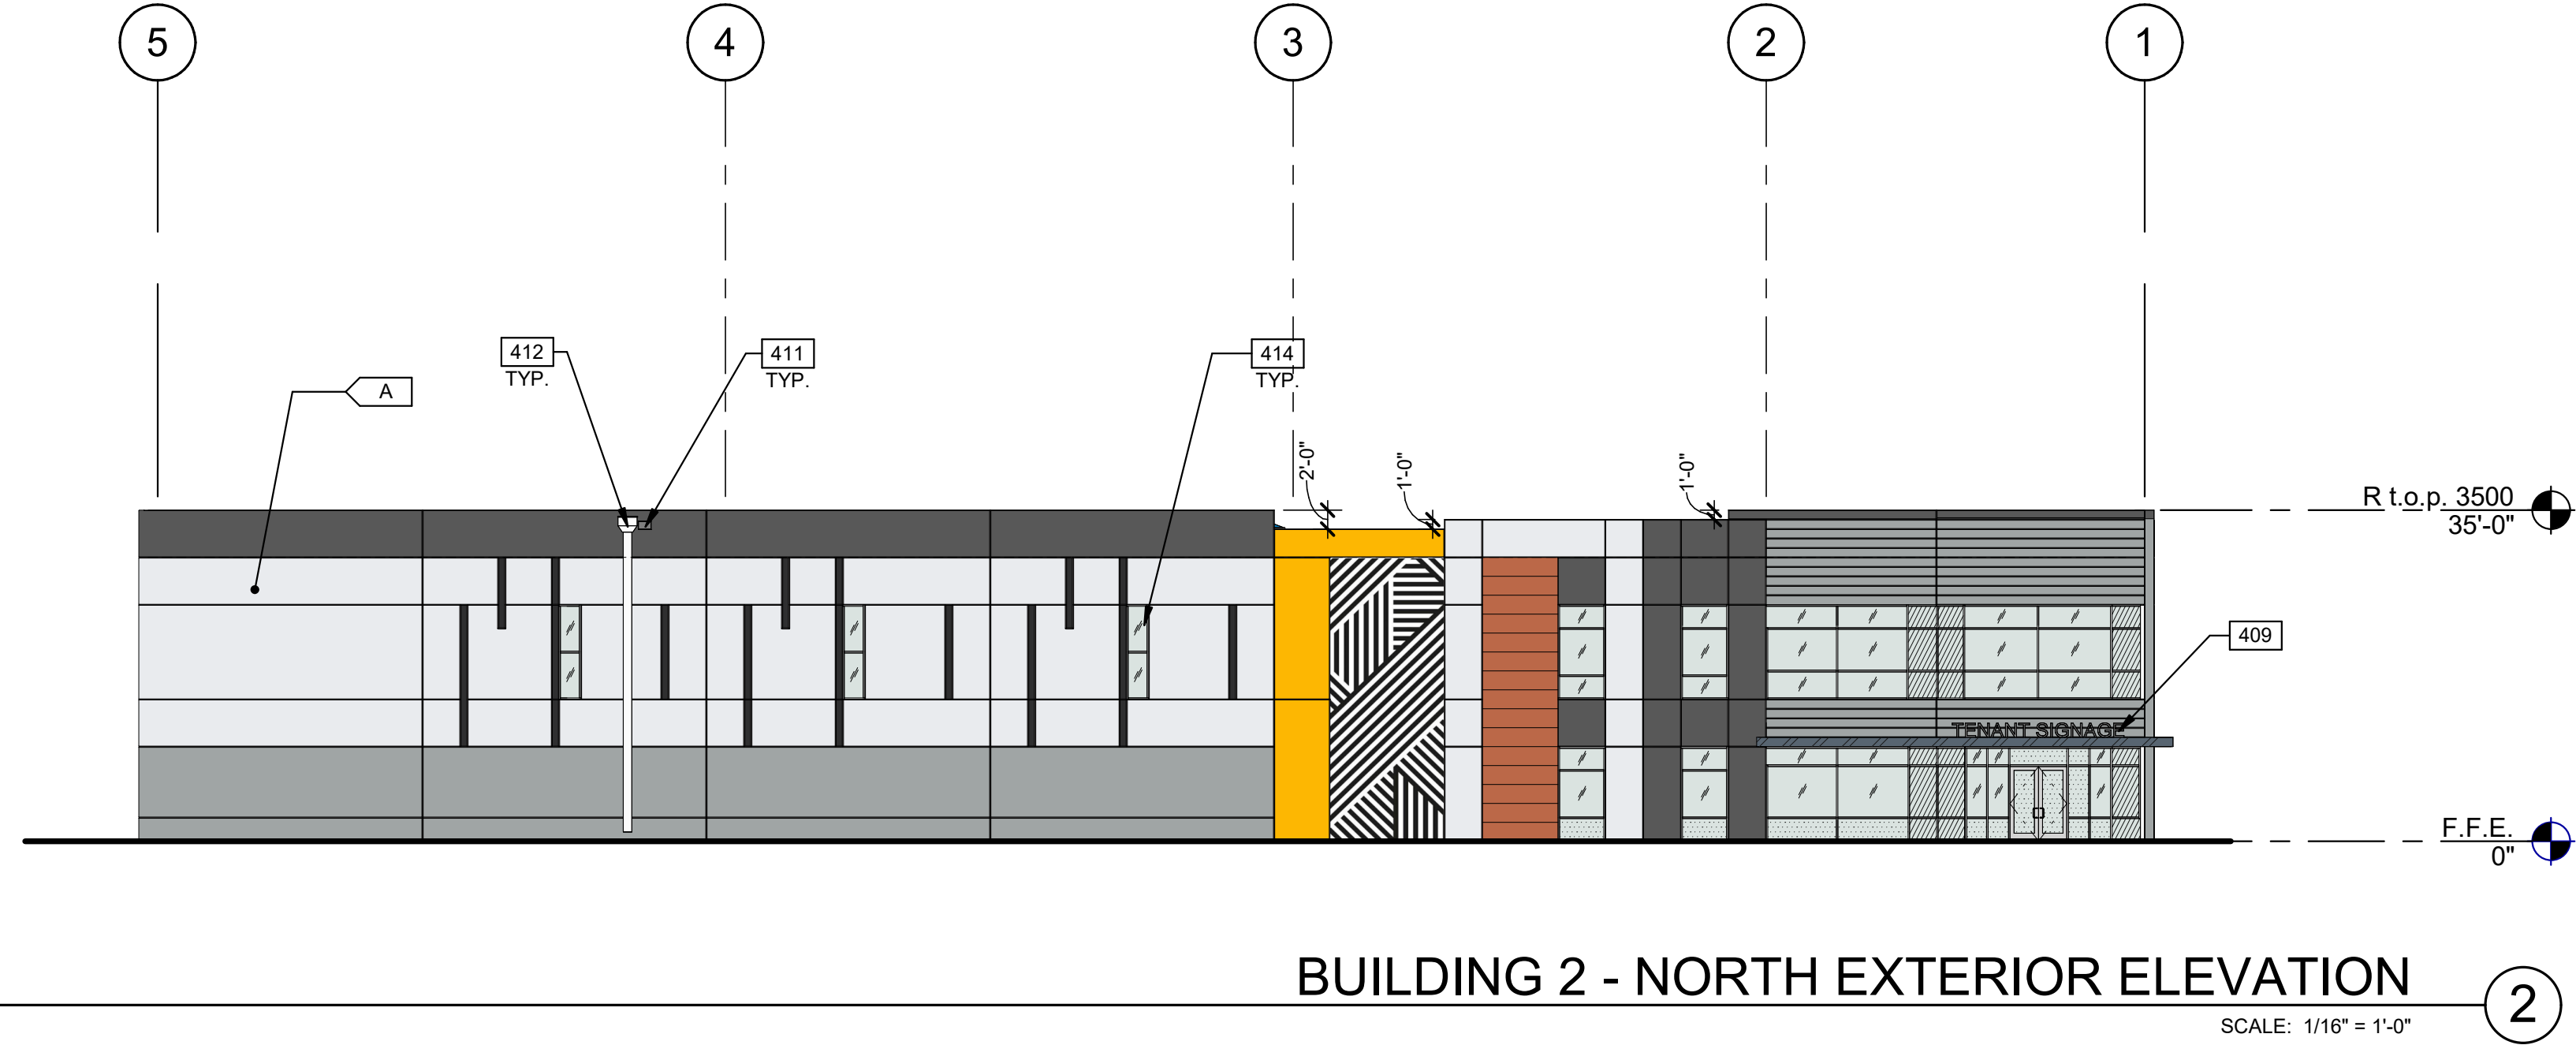 5 4 3 2 1
412
TYP.
411
TYP.
414
TYP.
A
2'-0"
1'-0"
1'-0"
R t.o.p. 3500
35'-0"
409
TENANT SIGNAGE
F.F.E.
0"
BUILDING 2 - NORTH EXTERIOR ELEVATION
2
SCALE: 1/16" = 1'-0"